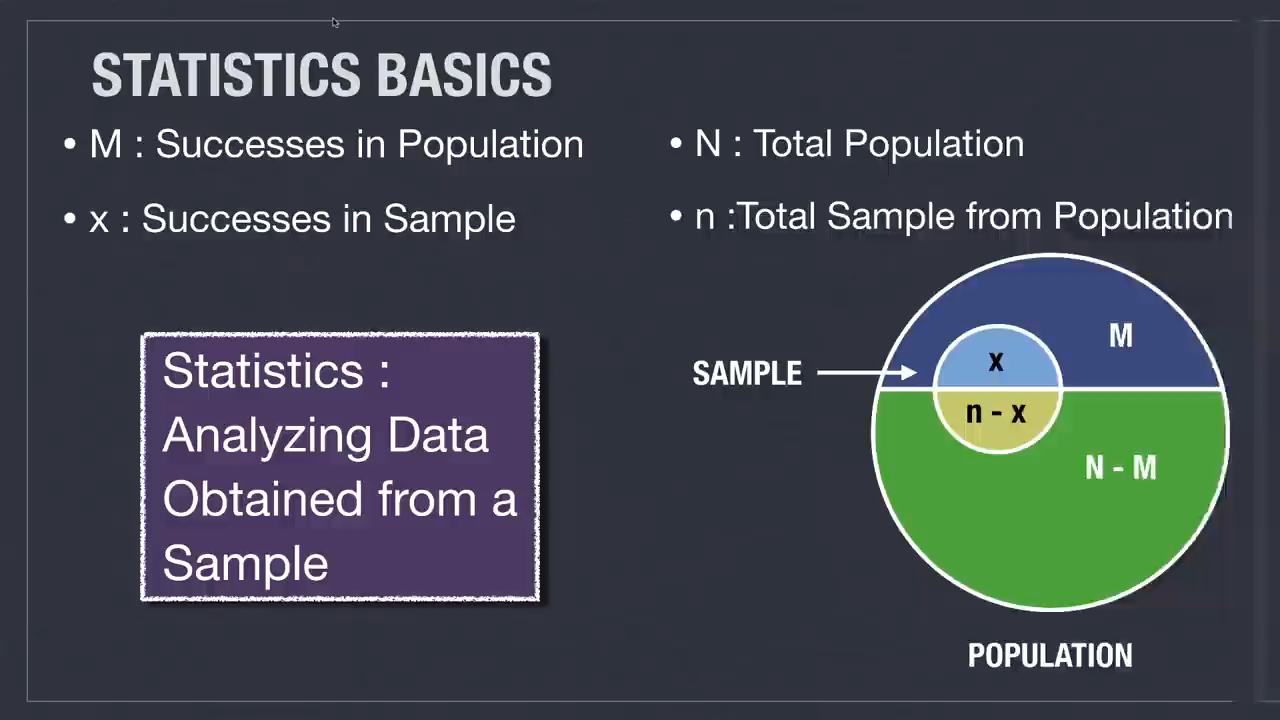 STATISTICS BASICS
• M : Successes in Population
• x : Successes in Sample
• N : Total Population
• n :Total Sample from Population
Statistics :
Analyzing Data
Obtained from a
Sample
SAMPLE
x
n - x
M
N - M
POPULATION